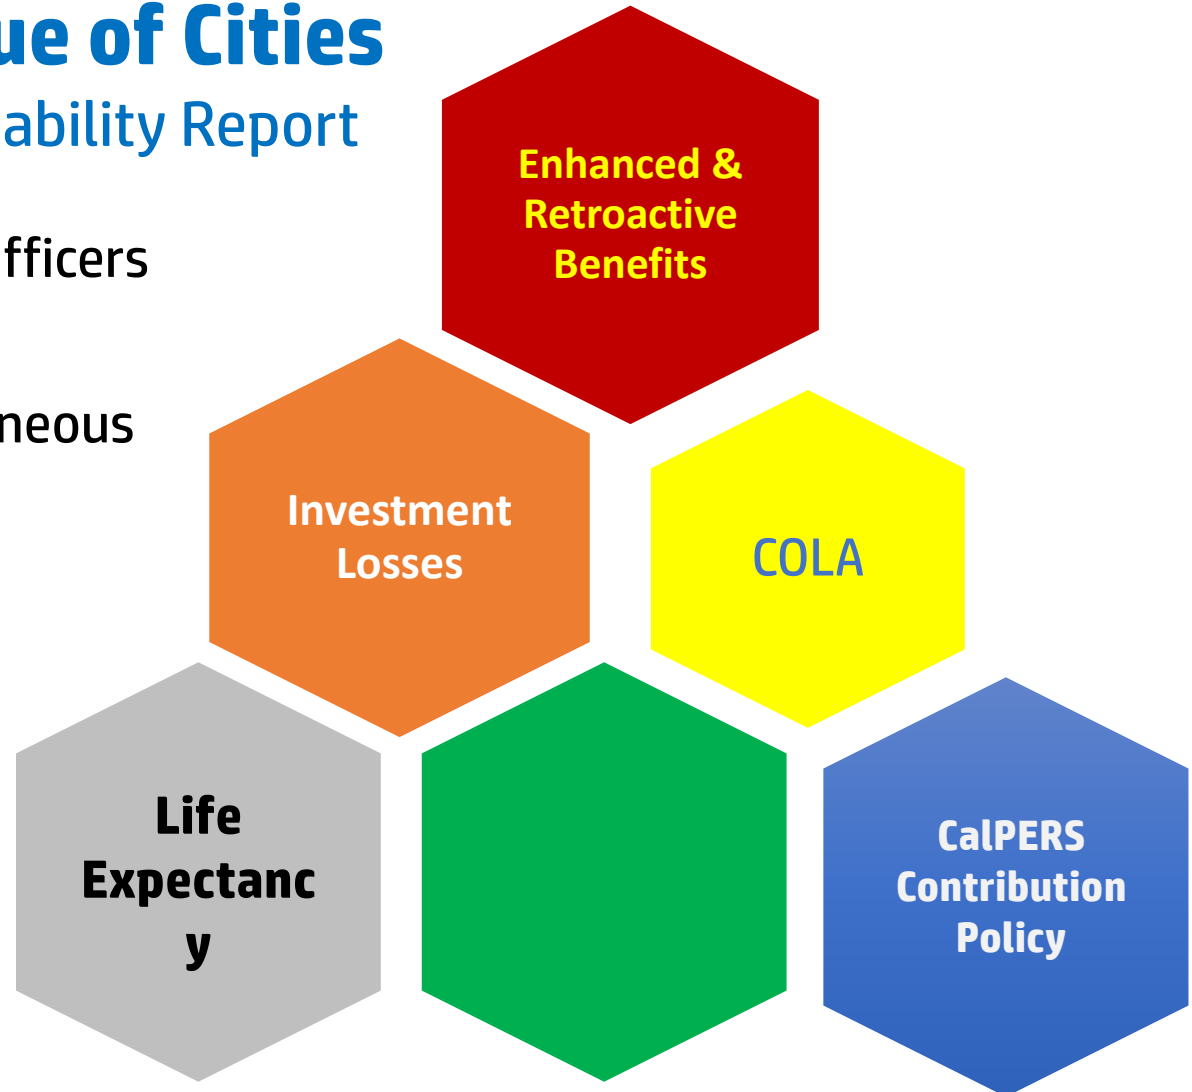 ue of Cities
ability Report
fficers
neous
Enhanced &
Retroactive
Benefits
Investment
Losses
COLA
Life
Expectanc
y
CalPERS
Contribution
Policy